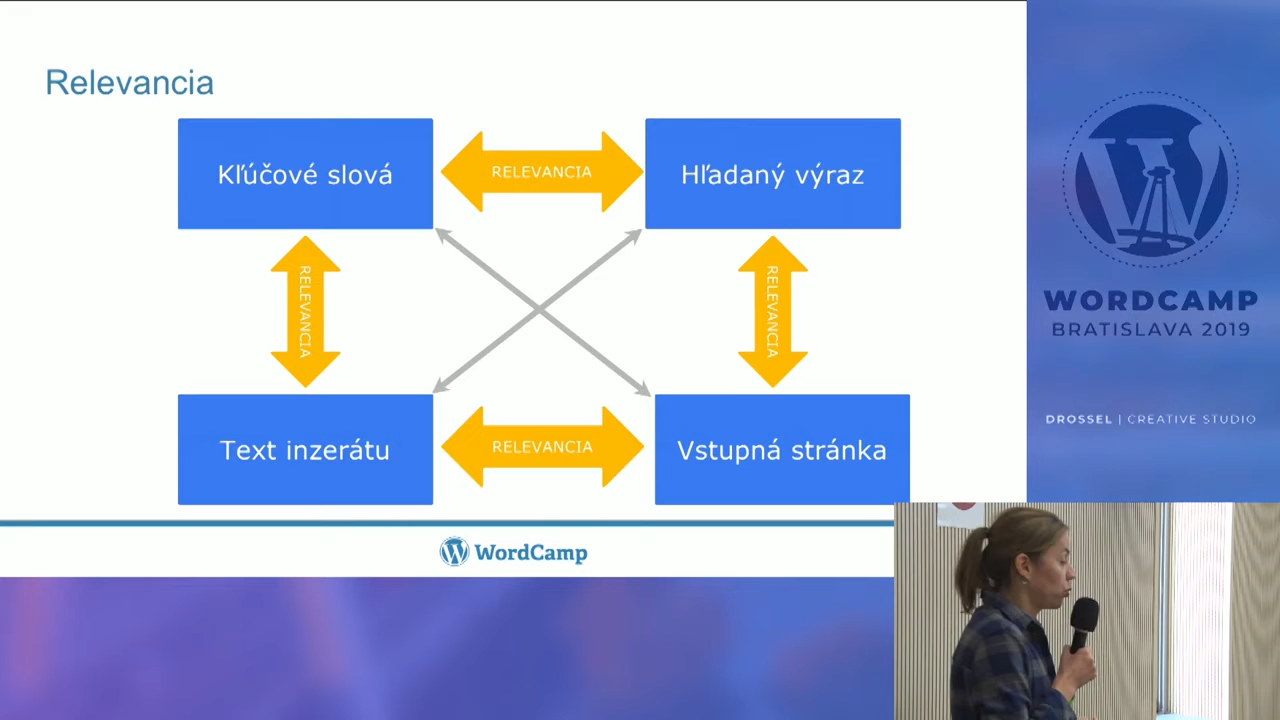 Relevancia
Kľúčové slová
RELEVANCIA
Hľadaný výraz
RELEVANCIA
RELEVANCIA
Text inzerátu
RELEVANCIA
Vstupná stránka
WordCamp
WORDCAMP
BRATISLAVA 2019
DROSSEL | CREATIVE STUDIO